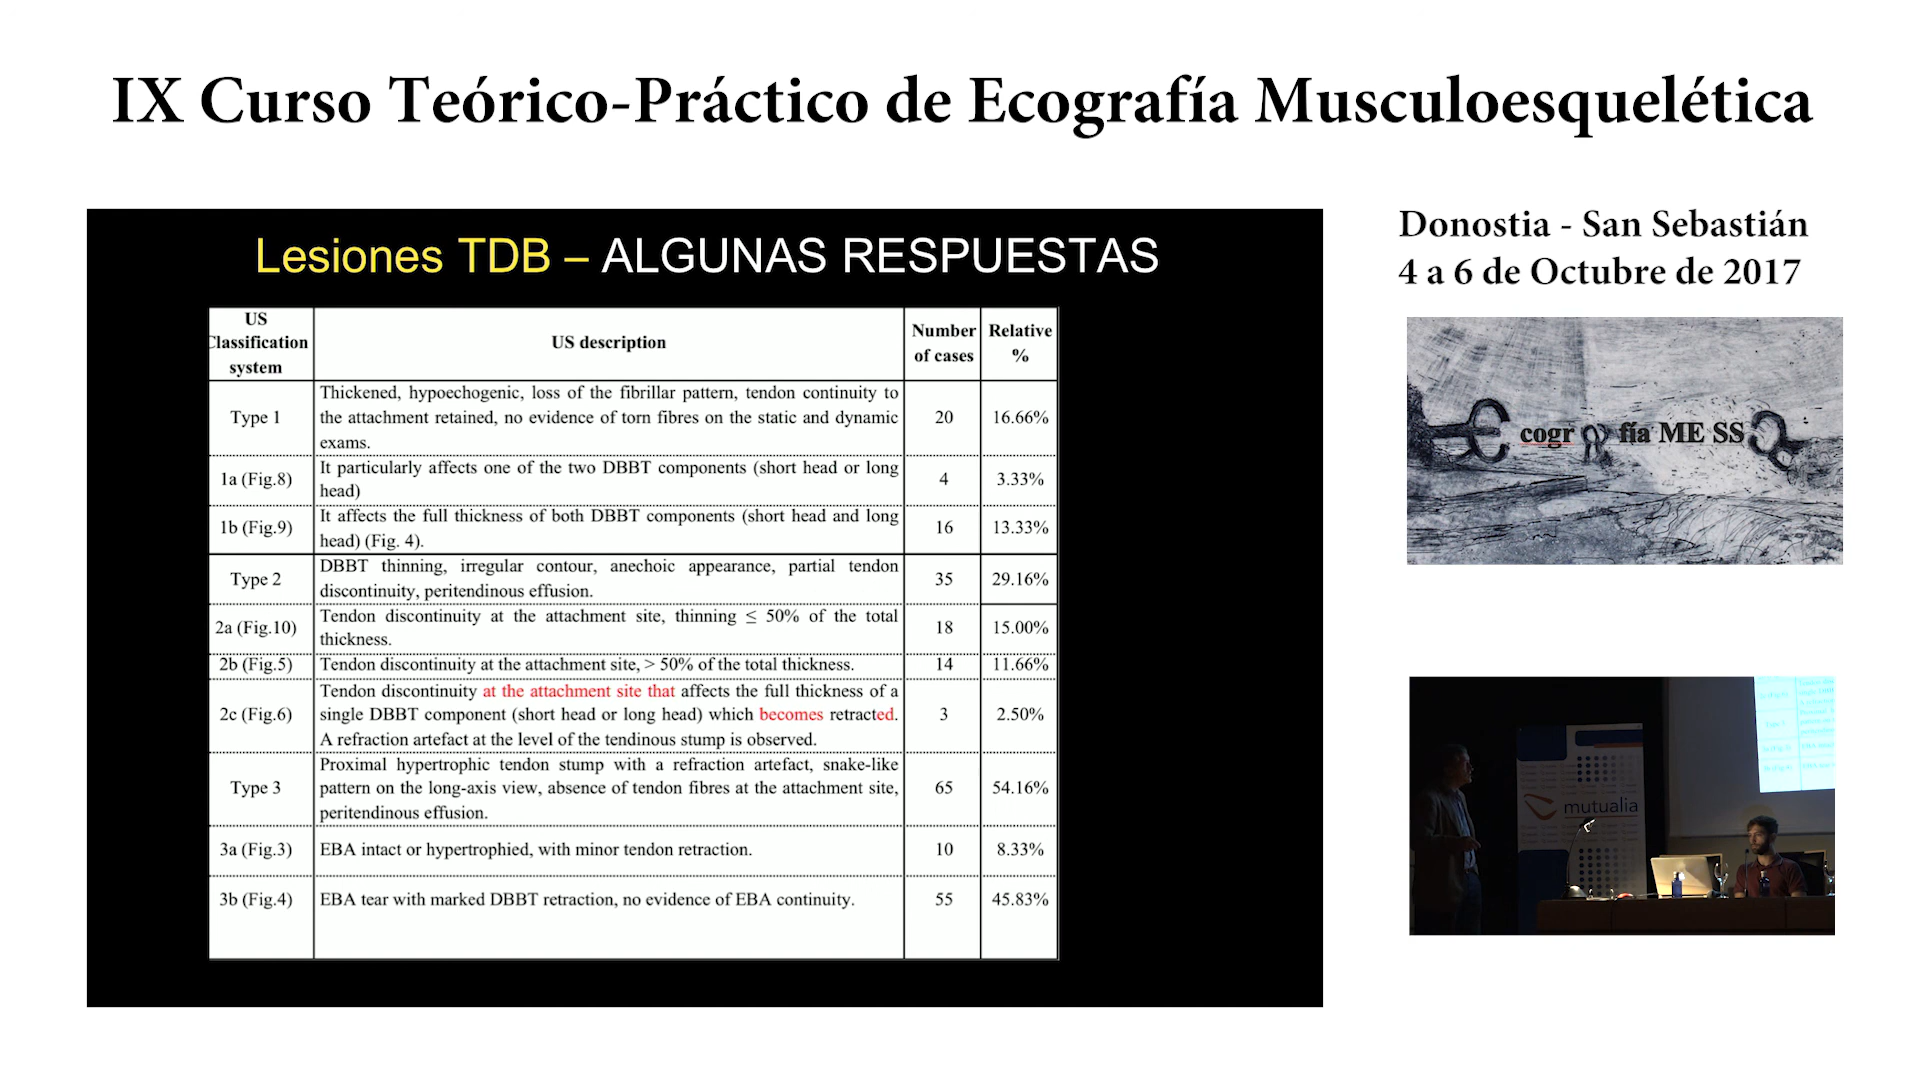 IX Curso Teórico-Práctico de Ecografía Musculoesquelética
Donostia - San Sebastián
4 a 6 de Octubre de 2017
Lesiones TDB – ALGUNAS RESPUESTAS
US
Classification
system
US description
Number
of cases
Relative
%
Type 1
Thickened, hypoechogenic, loss of the fibrillar pattern, tendon continuity to
the attachment retained, no evidence of torn fibres on the static and dynamic
exams.
20
16.66%
1a (Fig.8)
It particularly affects one of the two DBBT components (short head or long
head)
4
3.33%
1b (Fig.9)
It affects the full thickness of both DBBT components (short head and long
head) (Fig. 4).
16
13.33%
Type 2
DBBT thinning, irregular contour, anechoic appearance, partial tendon
discontinuity, peritendinous effusion.
35
29.16%
2a (Fig.10)
Tendon discontinuity at the attachment site, thinning ≤ 50% of the total
thickness.
18
15.00%
2b (Fig.5)
Tendon discontinuity at the attachment site, > 50% of the total thickness.
14
11.66%
2c (Fig.6)
Tendon discontinuity at the attachment site that affects the full thickness of a
single DBBT component (short head or long head) which becomes retracted.
A refraction artefact at the level of the tendinous stump is observed.
3
2.50%
Type 3
Proximal hypertrophic tendon stump with a refraction artefact, snake-like
pattern on the long-axis view, absence of tendon fibres at the attachment site,
peritendinous effusion.
65
54.16%
3a (Fig.3)
EBA intact or hypertrophied, with minor tendon retraction.
10
8.33%
3b (Fig.4)
EBA tear with marked DBBT retraction, no evidence of EBA continuity.
55
45.83%
cogr fía ME SS
mutualia